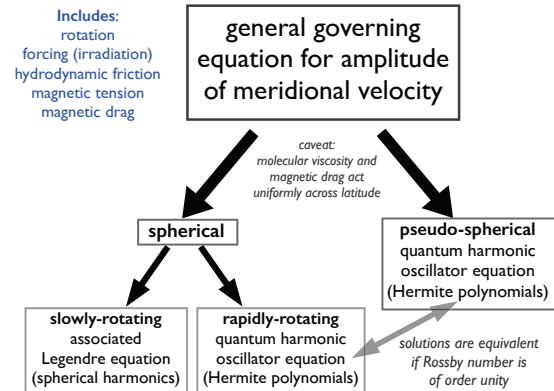 Includes:
rotation
forcing (irradiation)
hydrodynamic friction
magnetic tension
magnetic drag
general governing
equation for amplitude
of meridional velocity
caveat:
molecular viscosity and
magnetic drag act
uniformly across latitude
spherical
pseudo-spherical
quantum harmonic
oscillator equation
(Hermite polynomials)
slowly-rotating
associated
Legendre equation
(spherical harmonics)
rapidly-rotating
quantum harmonic
oscillator equation
(Hermite polynomials)
solutions are equivalent
if Rossby number is
of order unity